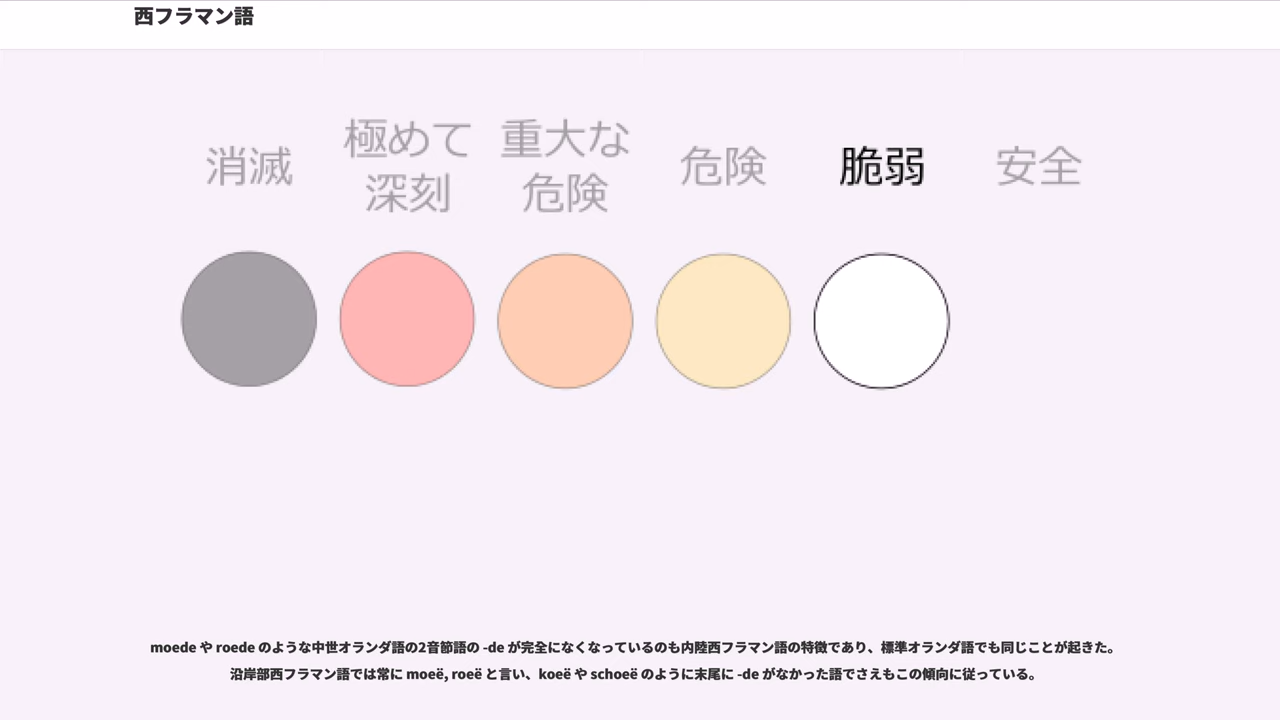 西フラマン語
消滅
極めて
深刻
重大な
危険
危険
脆弱
安全
moede や roede のような中世オランダ語の2音節語の -de が完全になくなっているのも内陸西フラマン語の特徴であり、標準オランダ語でも同じことが起きた。
沿岸部西フラマン語では常に moeë, roeë と言い、koeë や schoeë のように末尾に -de がなかった語でさえもこの傾向に従っている。